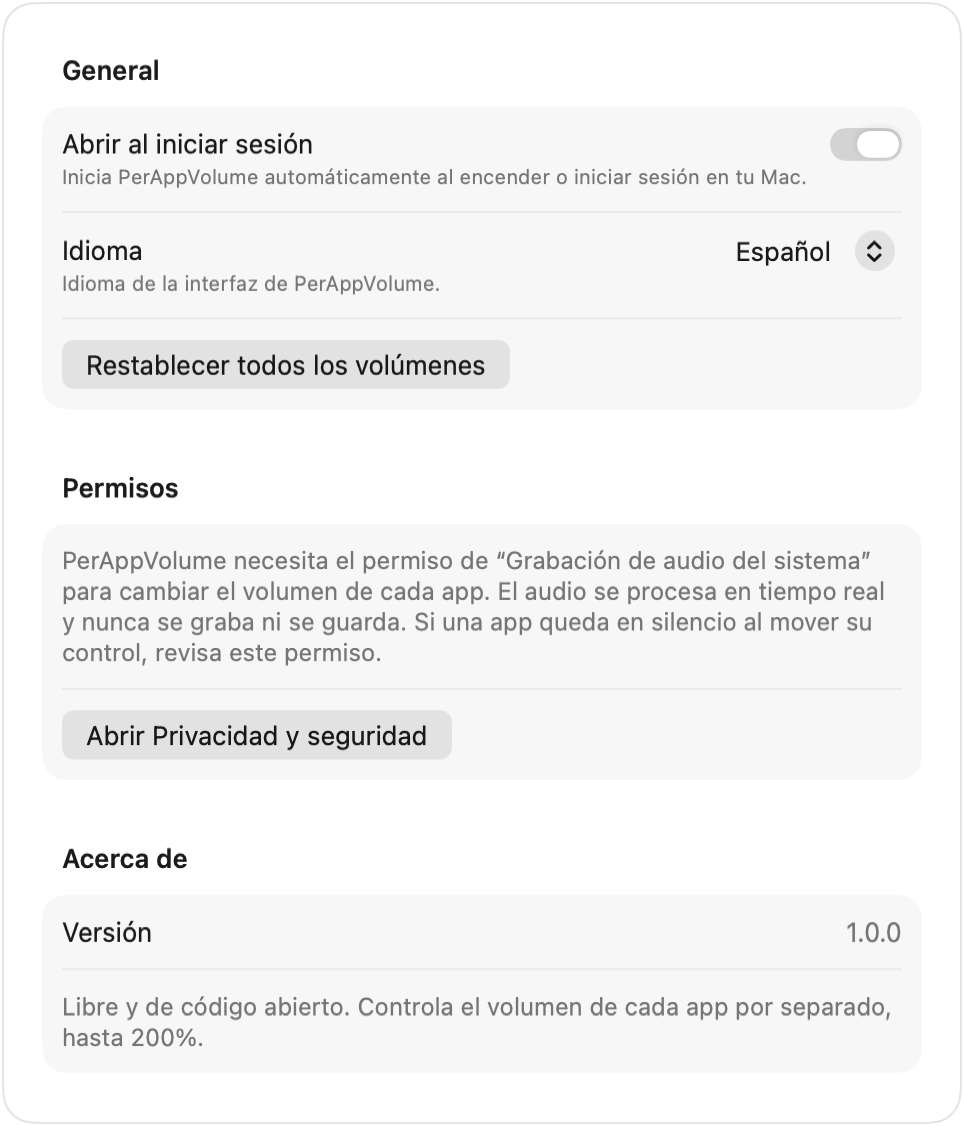 General
Abrir al iniciar sesión
Inicia PerAppVolume automáticamente al encender o iniciar sesión en tu Mac.
Idioma
Español
Idioma de la interfaz de PerAppVolume.
Restablecer todos los volúmenes
Permisos
PerAppVolume necesita el permiso de “Grabación de audio del sistema”
para cambiar el volumen de cada app. El audio se procesa en tiempo real
y nunca se graba ni se guarda. Si una app queda en silencio al mover su
control, revisa este permiso.
Abrir Privacidad y seguridad
Acerca de
Versión
1.0.0
Libre y de código abierto. Controla el volumen de cada app por separado,
hasta 200%.